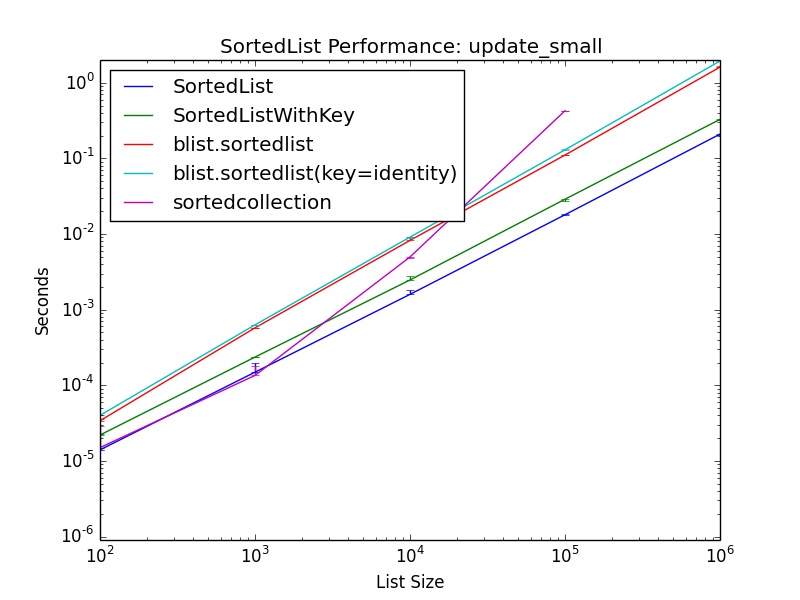 SortedList Performance: update_small
SortedList
SortedListWithKey
blist.sortedlist
blist.sortedlist(key=identity)
sortedcollection
Seconds
10^0
10^-1
10^-2
10^-3
10^-4
10^-5
10^-6
10^2
10^3
10^4
10^5
10^6
List Size